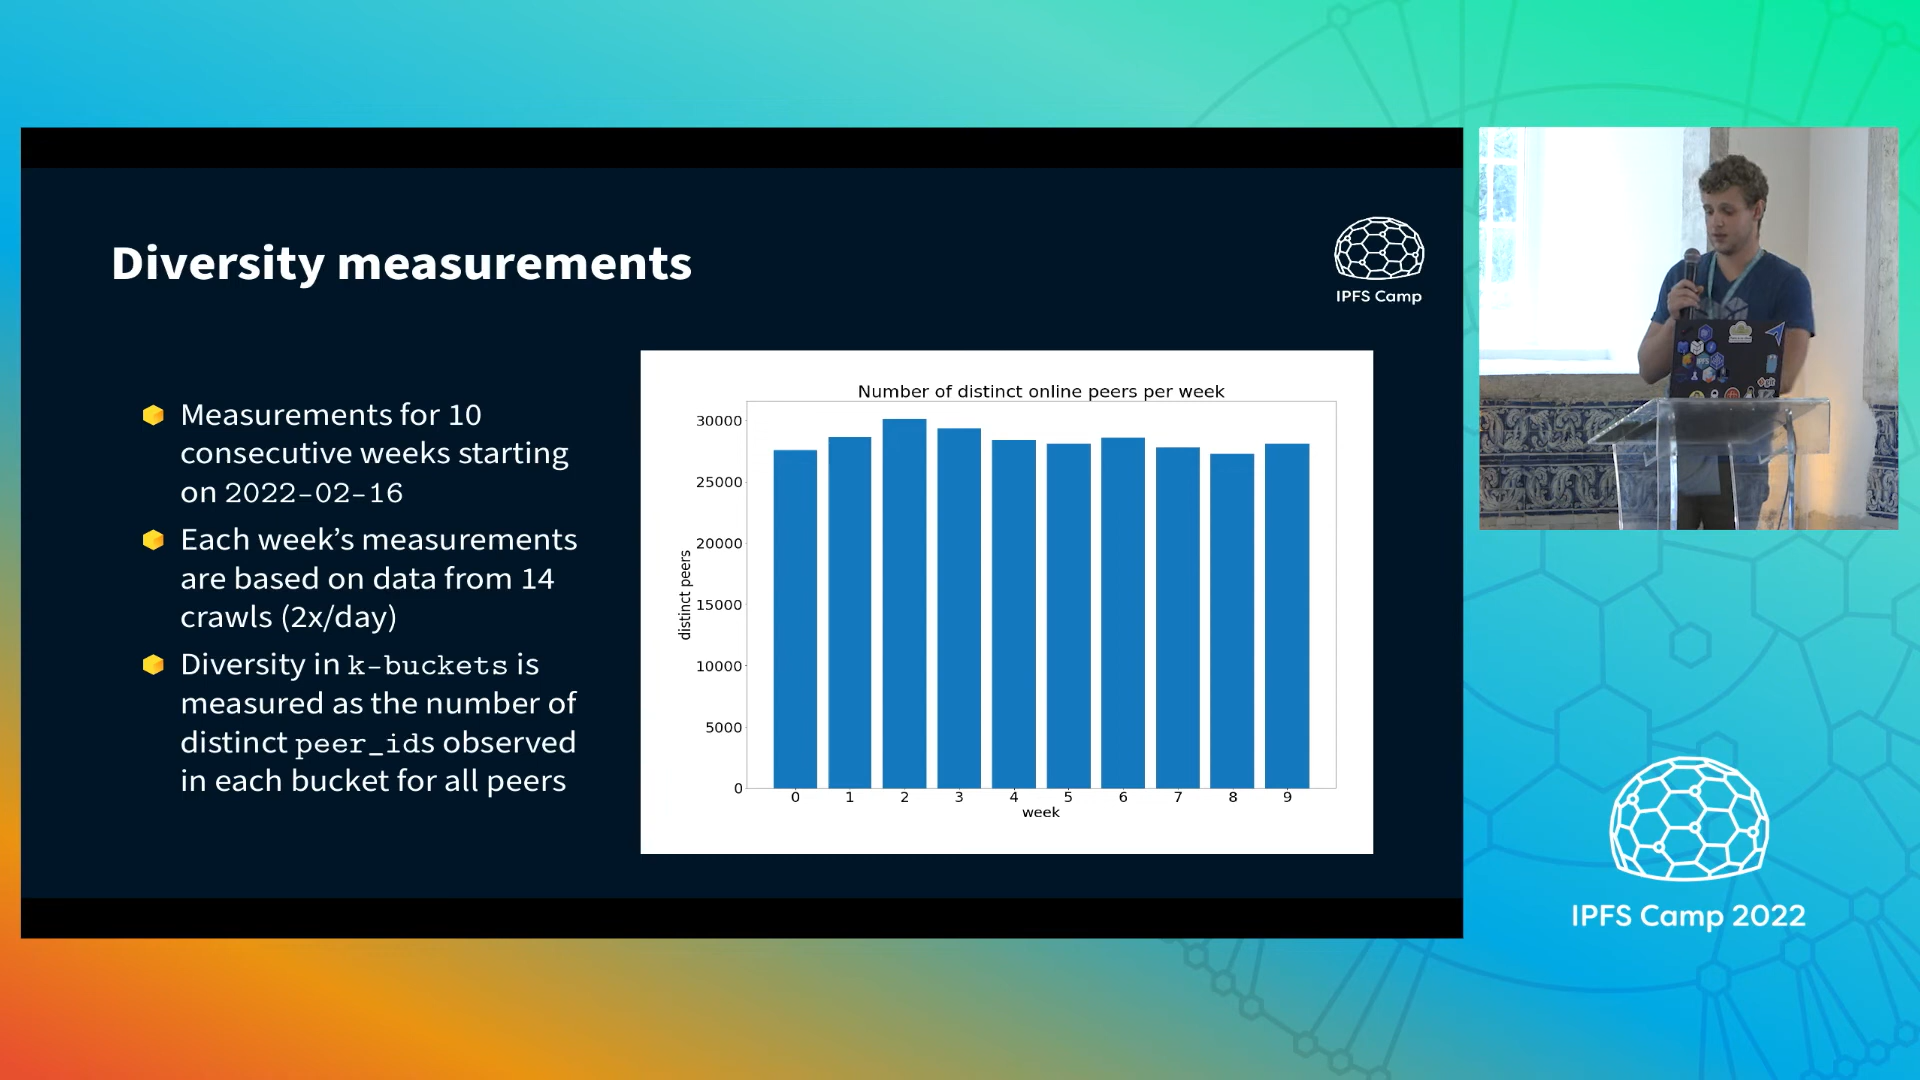 Diversity measurements
IPFS Camp
Measurements for 10
consecutive weeks starting
on 2022-02-16
Each week's measurements
are based on data from 14
crawls (2x/day)
Diversity in k-buckets is
measured as the number of
distinct peer_ids observed
in each bucket for all peers
Number of distinct online peers per week
30000
25000
20000
15000
10000
5000
0
distinct peers
0 1 2 3 4 5 6 7 8 9
week
git
IPFS Camp 2022